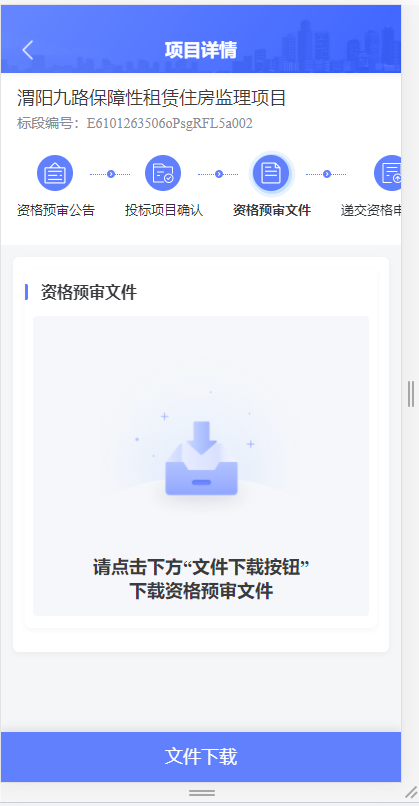 项目详情
渭阳九路保障性租赁住房监理项目
标段编号：E6101263506oPsgRFL5a002
资格预审公告
投标项目确认
资格预审文件
递交资格申
资格预审文件
请点击下方“文件下载按钮”
下载资格预审文件
文件下载